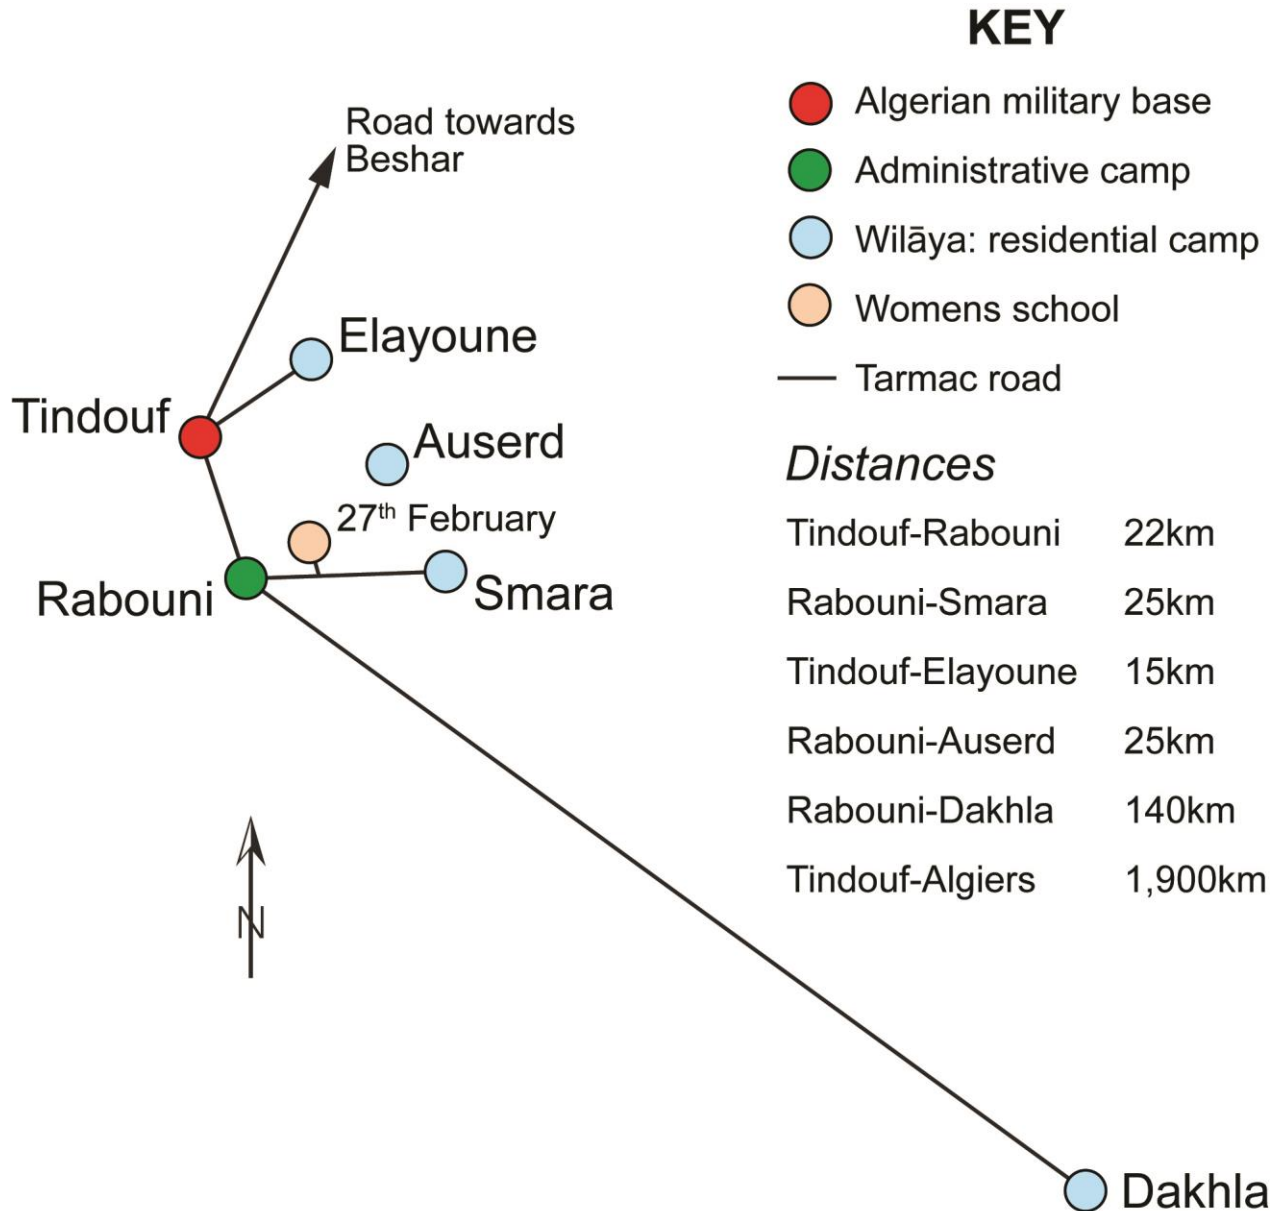 KEY
Algerian military base
Administrative camp
Wilāya: residential camp
Womens school
Tarmac road
Road towards
Beshar
Elayoune
Tindouf
Auserd
27th February
Rabouni
Smara
Distances
Tindouf-Rabouni 22km
Rabouni-Smara 25km
Tindouf-Elayoune 15km
Rabouni-Auserd 25km
Rabouni-Dakhla 140km
Tindouf-Algiers 1,900km
N
Dakhla